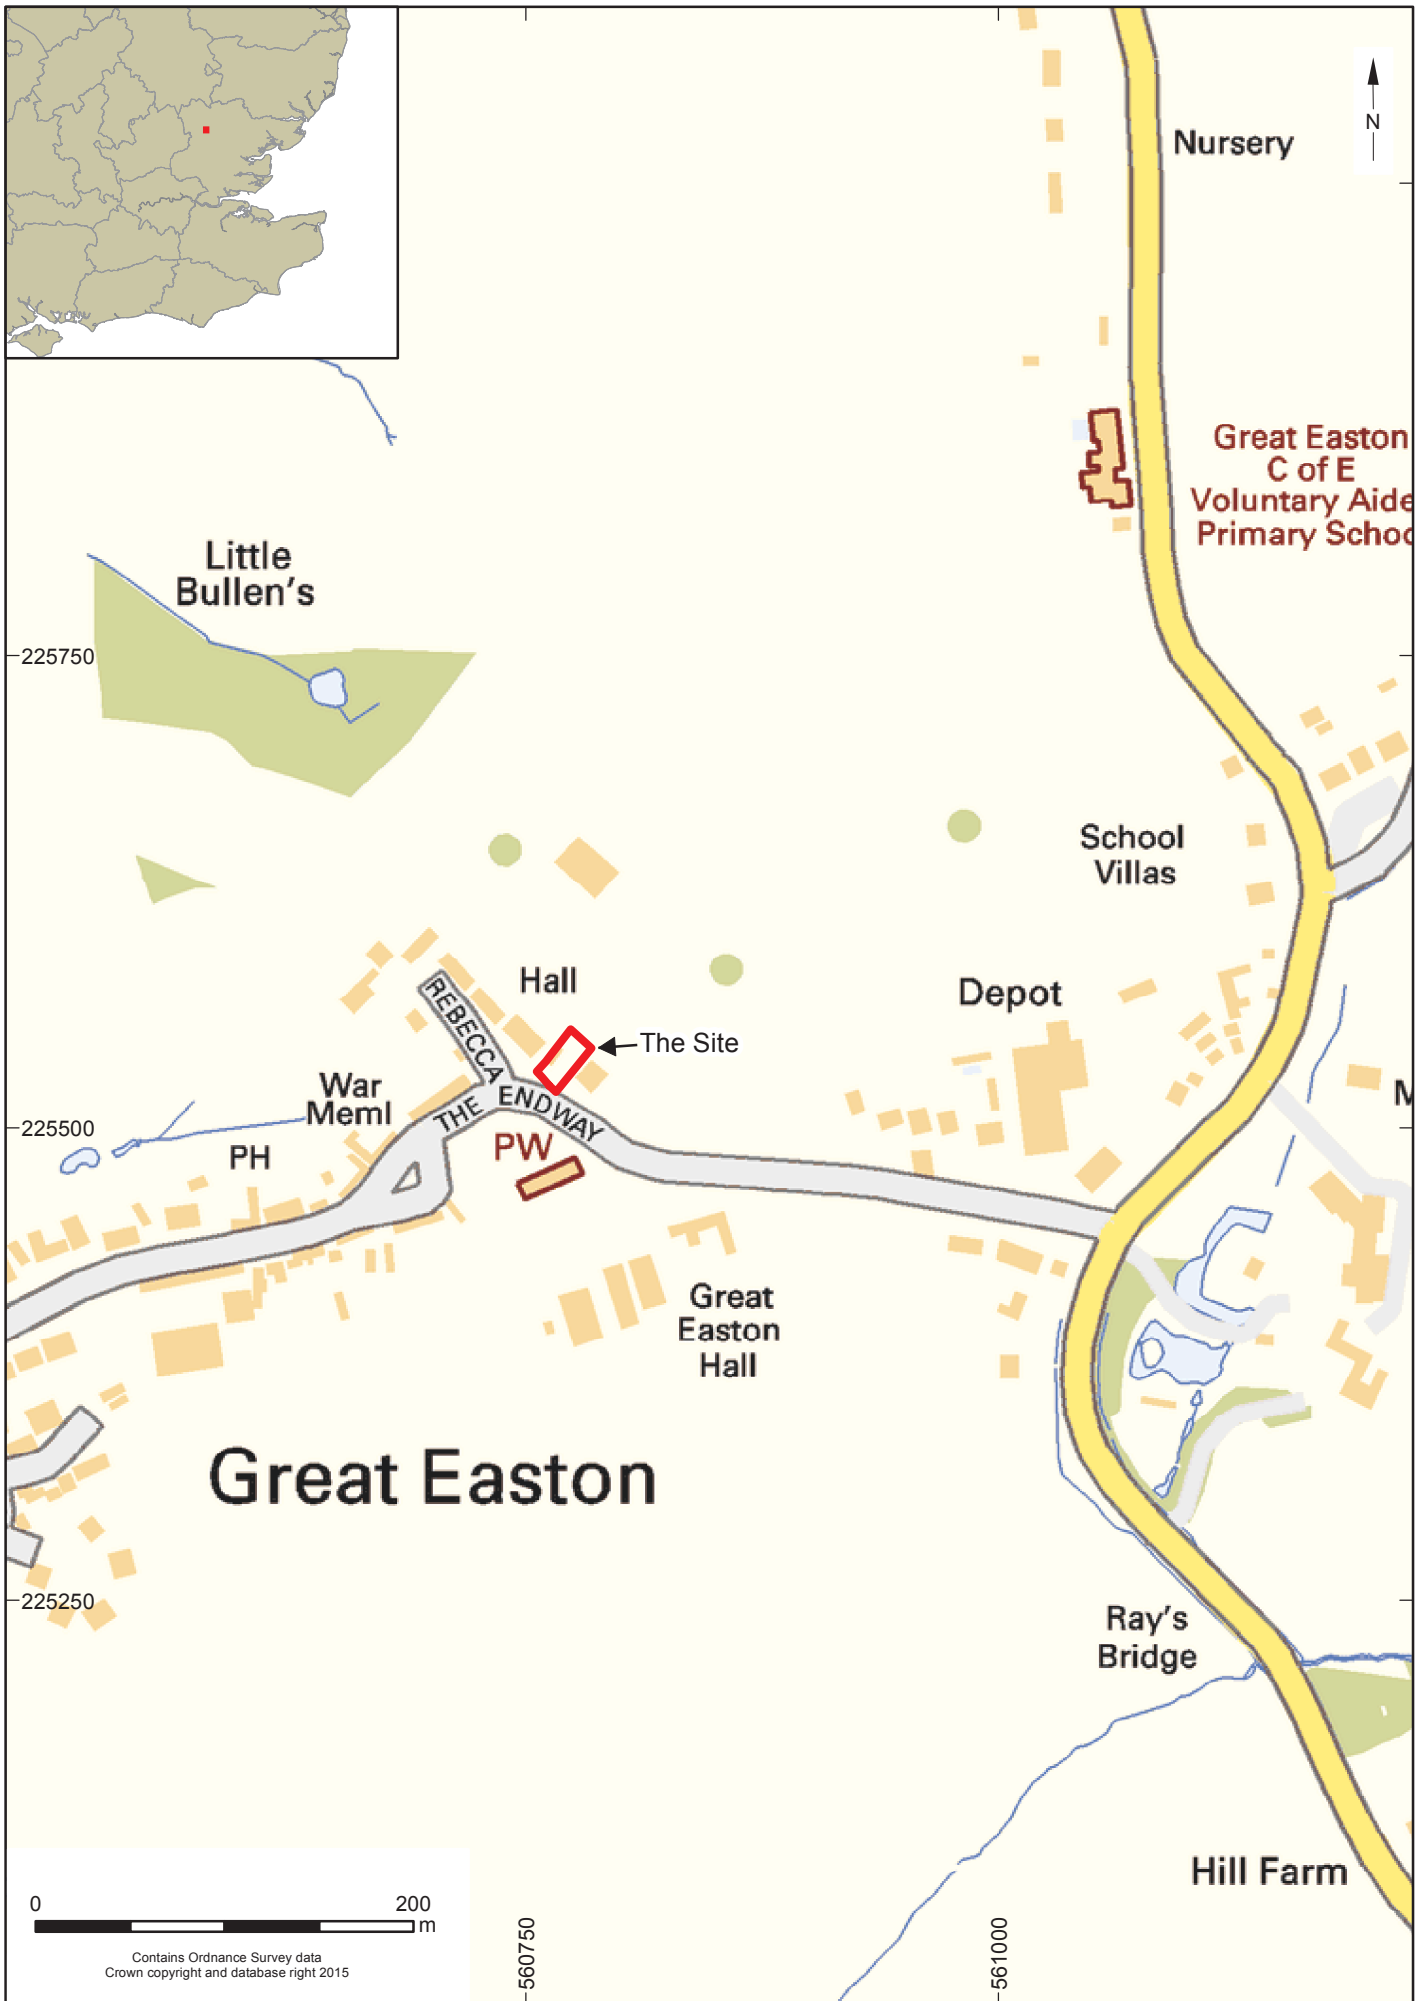 N
Nursery
Great Easton
C of E
Voluntary Aide
Primary Schoo
Little
Bullen's
225750
School
Villas
Hall
Depot
REBECCA
The Site
War
Meml
THE ENDWAY
M
225500
PH
PW
Great
Easton
Hall
Great Easton
225250
Ray's
Bridge
Hill Farm
0
200
m
560750
561000
Contains Ordnance Survey data
Crown copyright and database right 2015